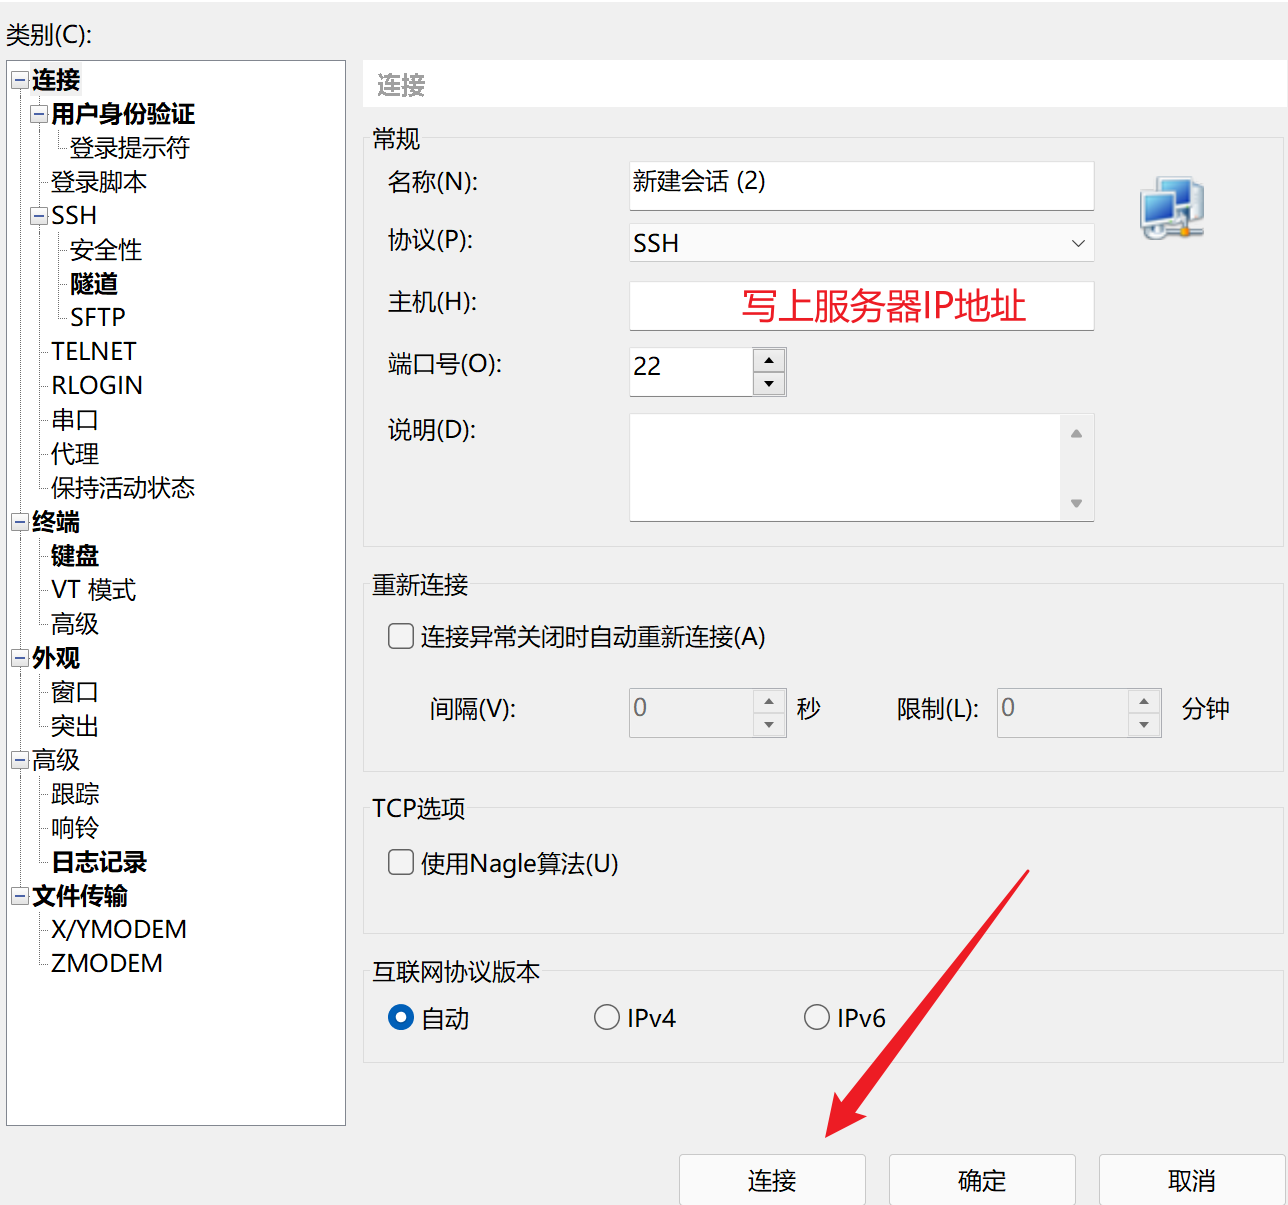 类别(C):
连接
用户身份验证
登录提示符
登录脚本
SSH
安全性
隧道
SFTP
TELNET
RLOGIN
串口
代理
保持活动状态
终端
键盘
VT 模式
高级
外观
窗口
突出
高级
跟踪
响铃
日志记录
文件传输
X/YMODEM
ZMODEM
连接
常规
名称(N): 新建会话 (2)
协议(P): SSH
主机(H): 写上服务器IP地址
端口号(O): 22
说明(D):
重新连接
连接异常关闭时自动重新连接(A)
间隔(V): 0 秒 限制(L): 0 分钟
TCP选项
使用Nagle算法(U)
互联网协议版本
自动 IPv4 IPv6
连接 确定 取消